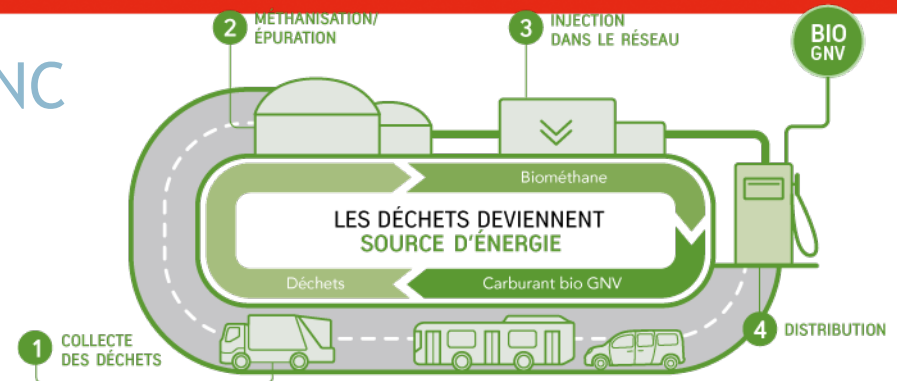 2 MÉTHANISATION/
ÉPURATION
3 INJECTION
DANS LE RÉSEAU
BIO
GNV
NC
Biométhane
LES DÉCHETS DEVIENNENT
SOURCE D'ÉNERGIE
Déchets
Carburant bio GNV
1 COLLECTE
DES DÉCHETS
4 DISTRIBUTION